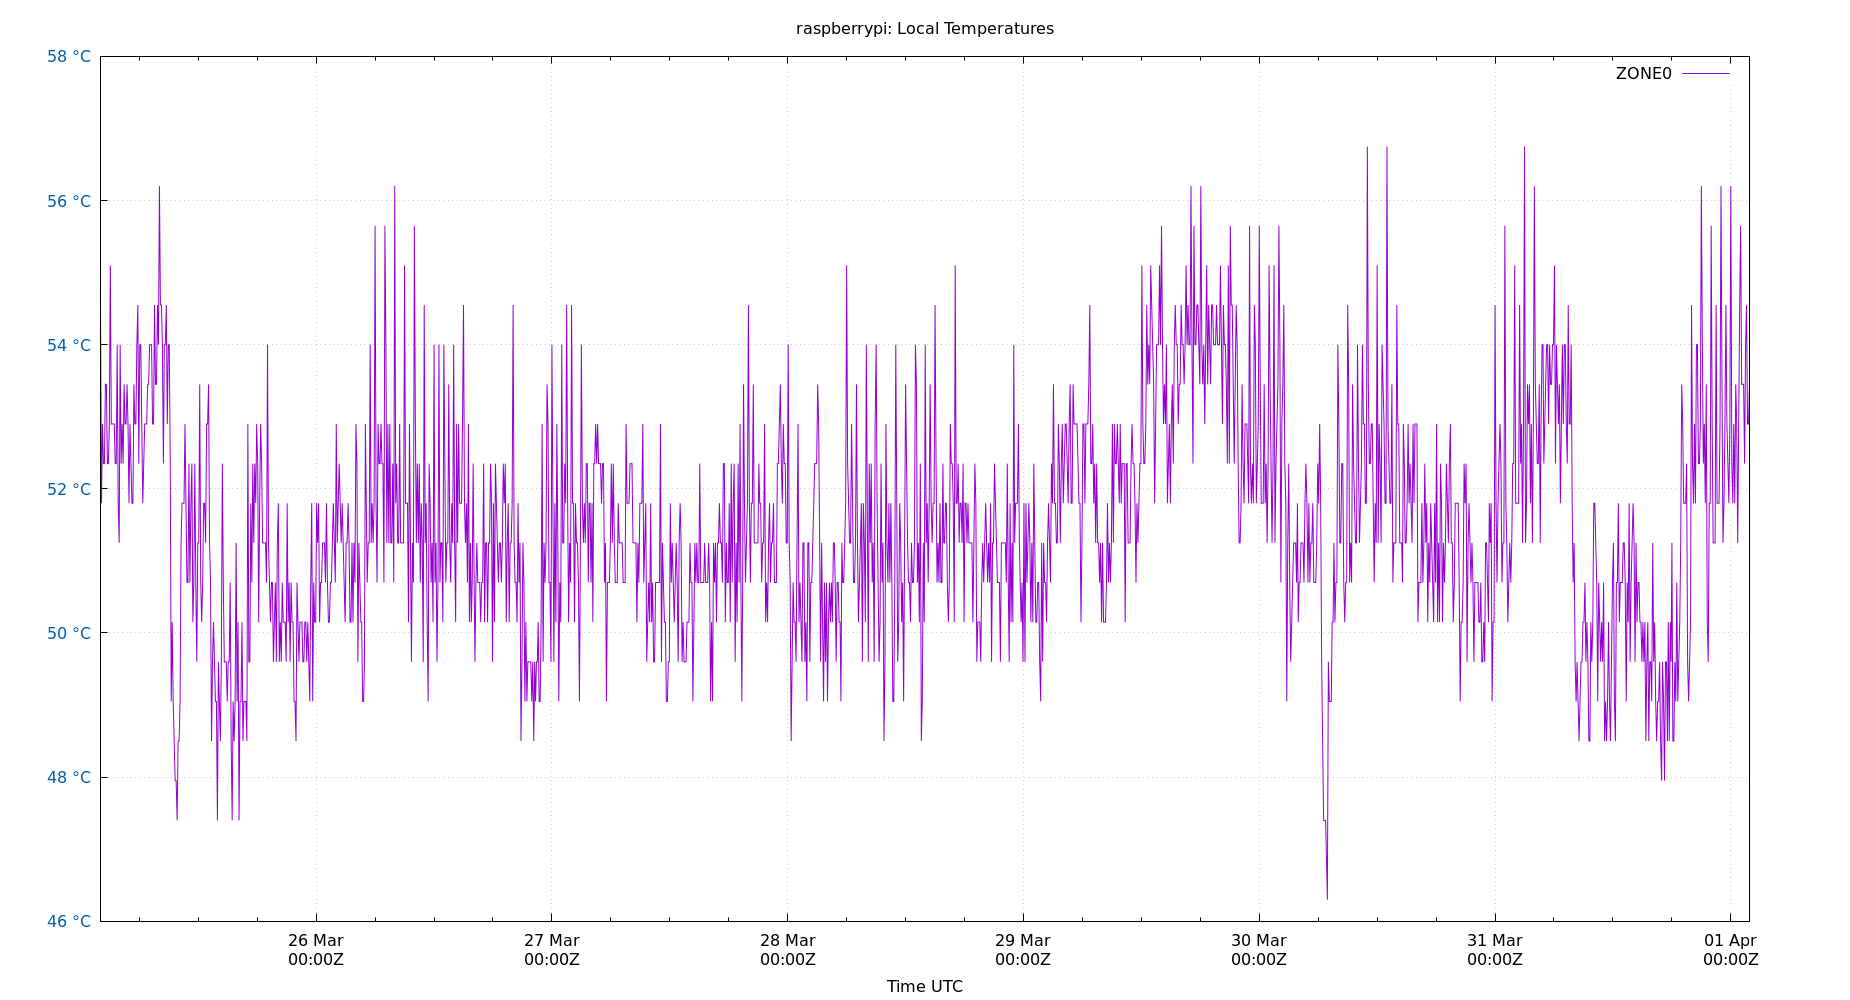 raspberrypi: Local Temperatures
58 °C
ZONE0
56 °C
54 °C
52 °C
50 °C
48 °C
46 °C
26 Mar 27 Mar 28 Mar 29 Mar 30 Mar 31 Mar 01 Apr
00:00Z 00:00Z 00:00Z 00:00Z 00:00Z 00:00Z 00:00Z
Time UTC